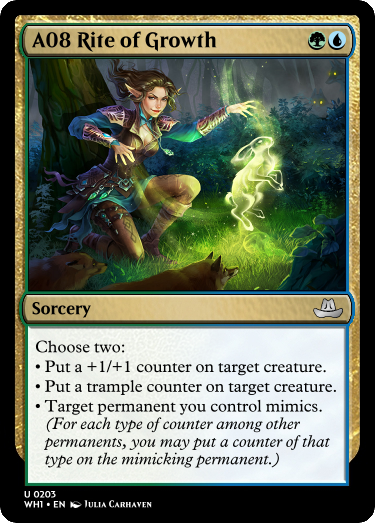 A08 Rite of Growth
Sorcery
Choose two:
• Put a +1/+1 counter on target creature.
• Put a trample counter on target creature.
• Target permanent you control mimics.
(For each type of counter among other
permanents, you may put a counter of that
type on the mimicking permanent.)
U 0203
WH1 • EN Julia Carhaven